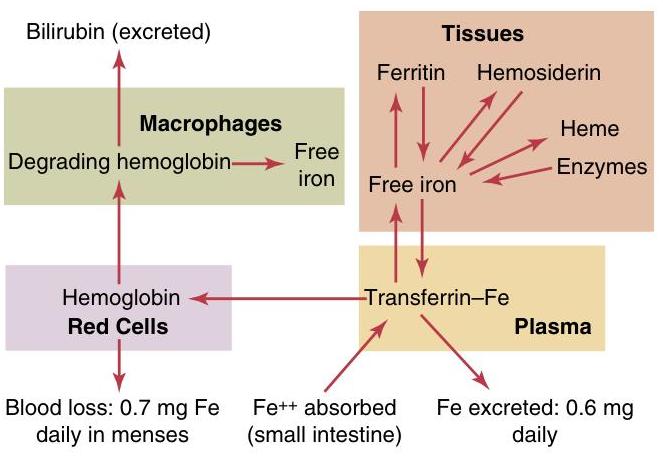 Bilirubin (excreted)
Tissues
Ferritin
Hemosiderin
Macrophages
Heme
Degrading hemoglobin
Free
iron
Enzymes
Free iron
Hemoglobin
Red Cells
Transferrin–Fe
Plasma
Blood loss: 0.7 mg Fe
daily in menses
Fe++ absorbed
(small intestine)
Fe excreted: 0.6 mg
daily